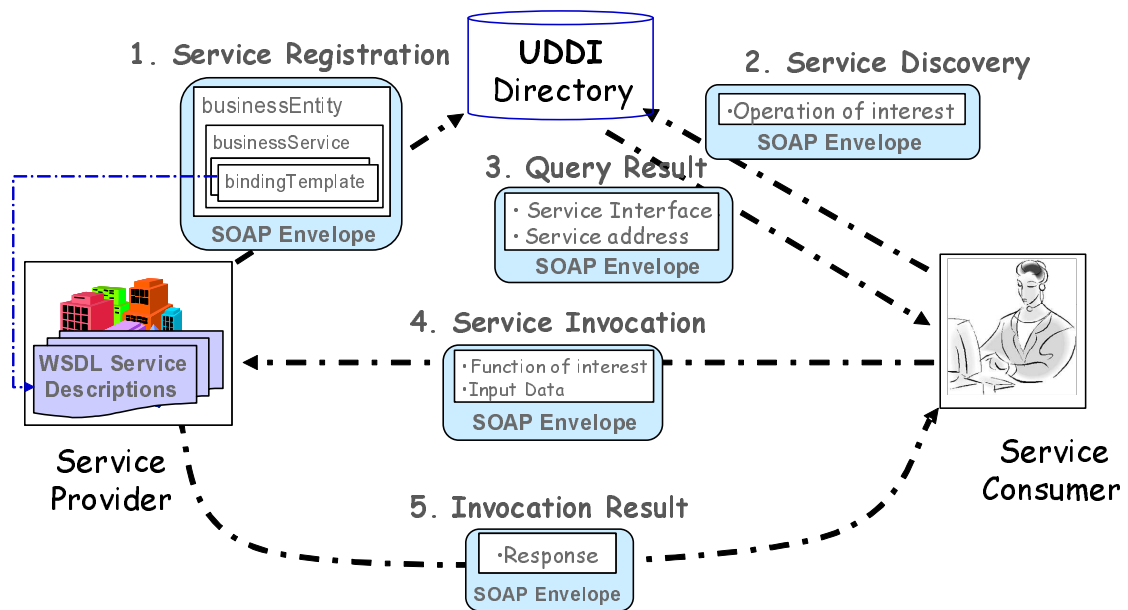 1. Service Registration
businessEntity
businessService
bindingTemplate
SOAP Envelope
UDDI
Directory
2. Service Discovery
•Operation of interest
SOAP Envelope
3. Query Result
• Service Interface
• Service address
SOAP Envelope
4. Service Invocation
•Function of interest
•Input Data
SOAP Envelope
WSDL Service
Descriptions
Service
Provider
Service
Consumer
5. Invocation Result
•Response
SOAP Envelope